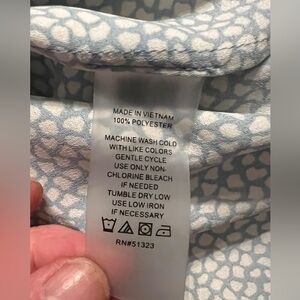 MADE IN VIETNAM
100% POLYESTER
MACHINE WASH COLD
WITH LIKE COLORS
GENTLE CYCLE
USE ONLY NON-
CHLORINE BLEACH
IF NEEDED
TUMBLE DRY LOW
USE LOW IRON
IF NECESSARY
RN#51323